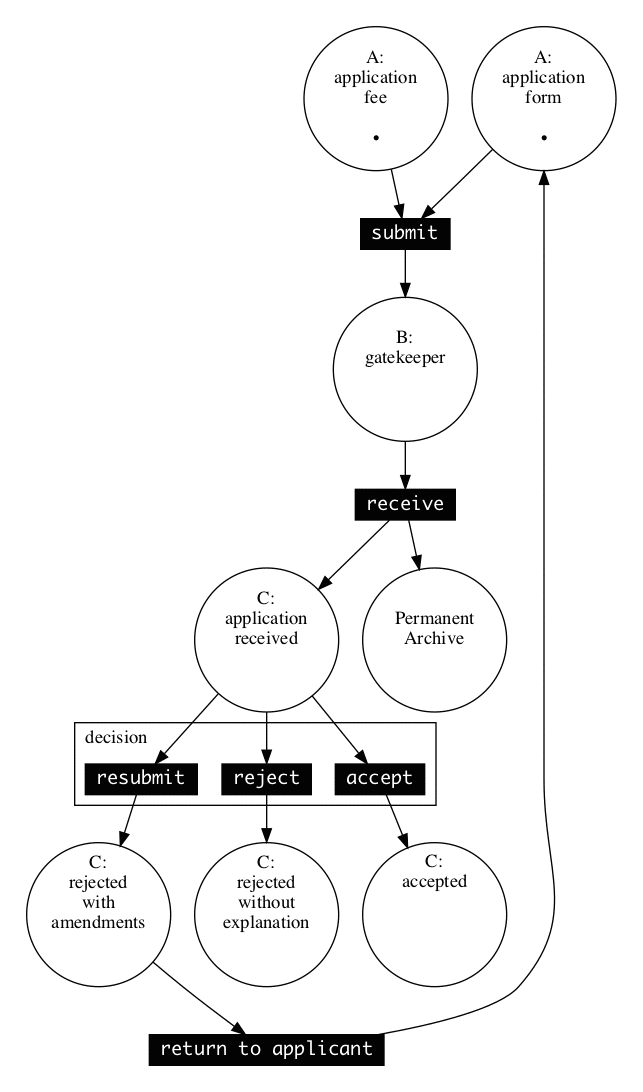 A:
application
fee
A:
application
form
submit
B:
gatekeeper
receive
C:
application
received
Permanent
Archive
decision
resubmit
reject
accept
C:
rejected
with
amendments
C:
rejected
without
explanation
C:
accepted
return to applicant